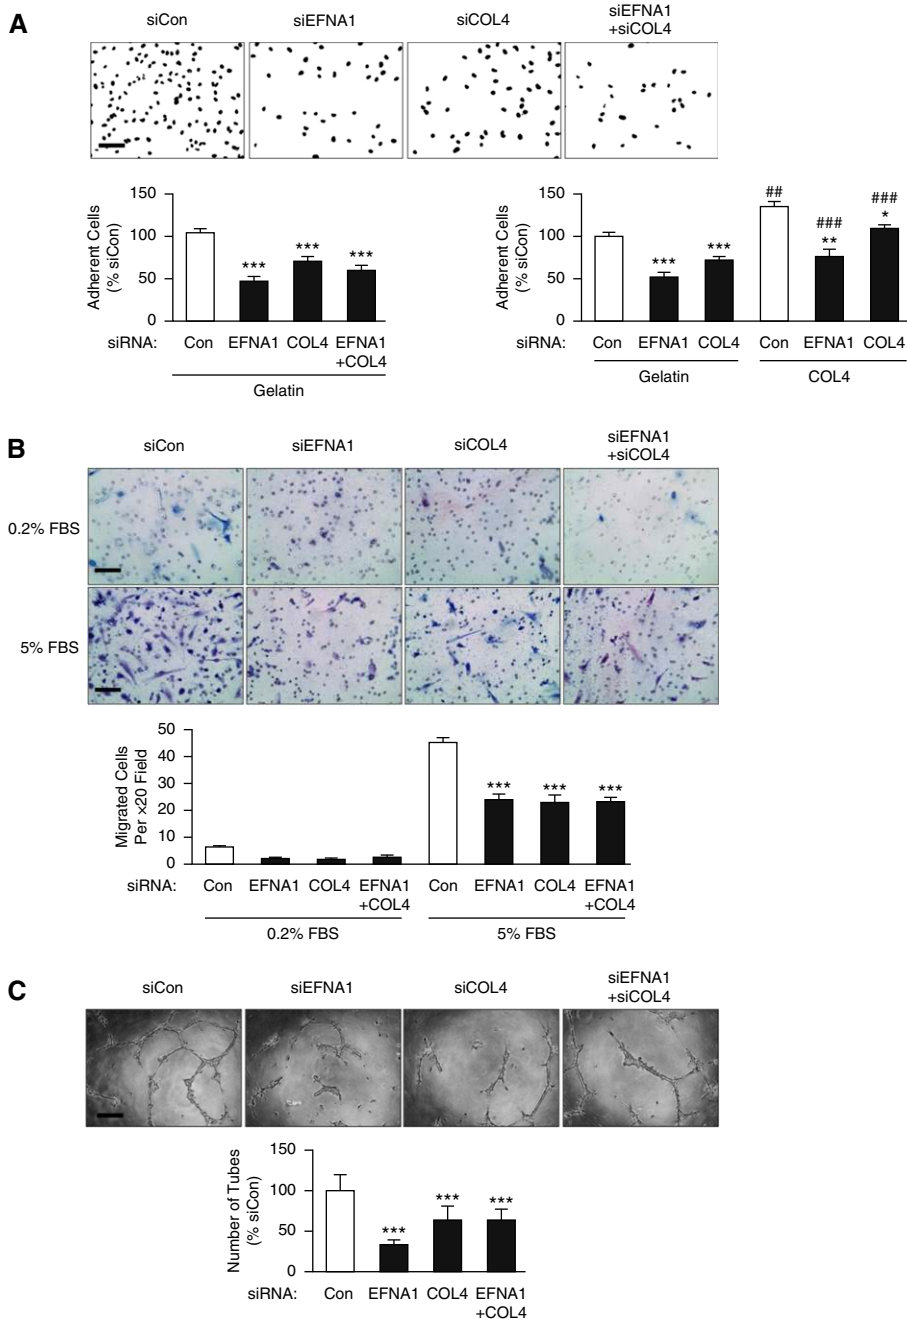 A
siCon siEFNA1 siCOL4 siEFNA1
+siCOL4
150
100
50
0
Adherent Cells
(% siCon)
*** *** ***
siRNA: Con EFNA1 COL4 EFNA1
+COL4
Gelatin
150
100
50
0
Adherent Cells
(% siCon)
*** *** ## ### ** ### *
siRNA: Con EFNA1 COL4 Con EFNA1 COL4
Gelatin COL4
B
siCon siEFNA1 siCOL4 siEFNA1
+siCOL4
0.2% FBS
5% FBS
50
40
30
20
10
0
Migrated Cells
Per ×20 Field
*** *** ***
siRNA: Con EFNA1 COL4 EFNA1
+COL4 Con EFNA1 COL4 EFNA1
+COL4
0.2% FBS 5% FBS
C
siCon siEFNA1 siCOL4 siEFNA1
+siCOL4
150
100
50
0
Number of Tubes
(% siCon)
*** *** ***
siRNA: Con EFNA1 COL4 EFNA1
+COL4